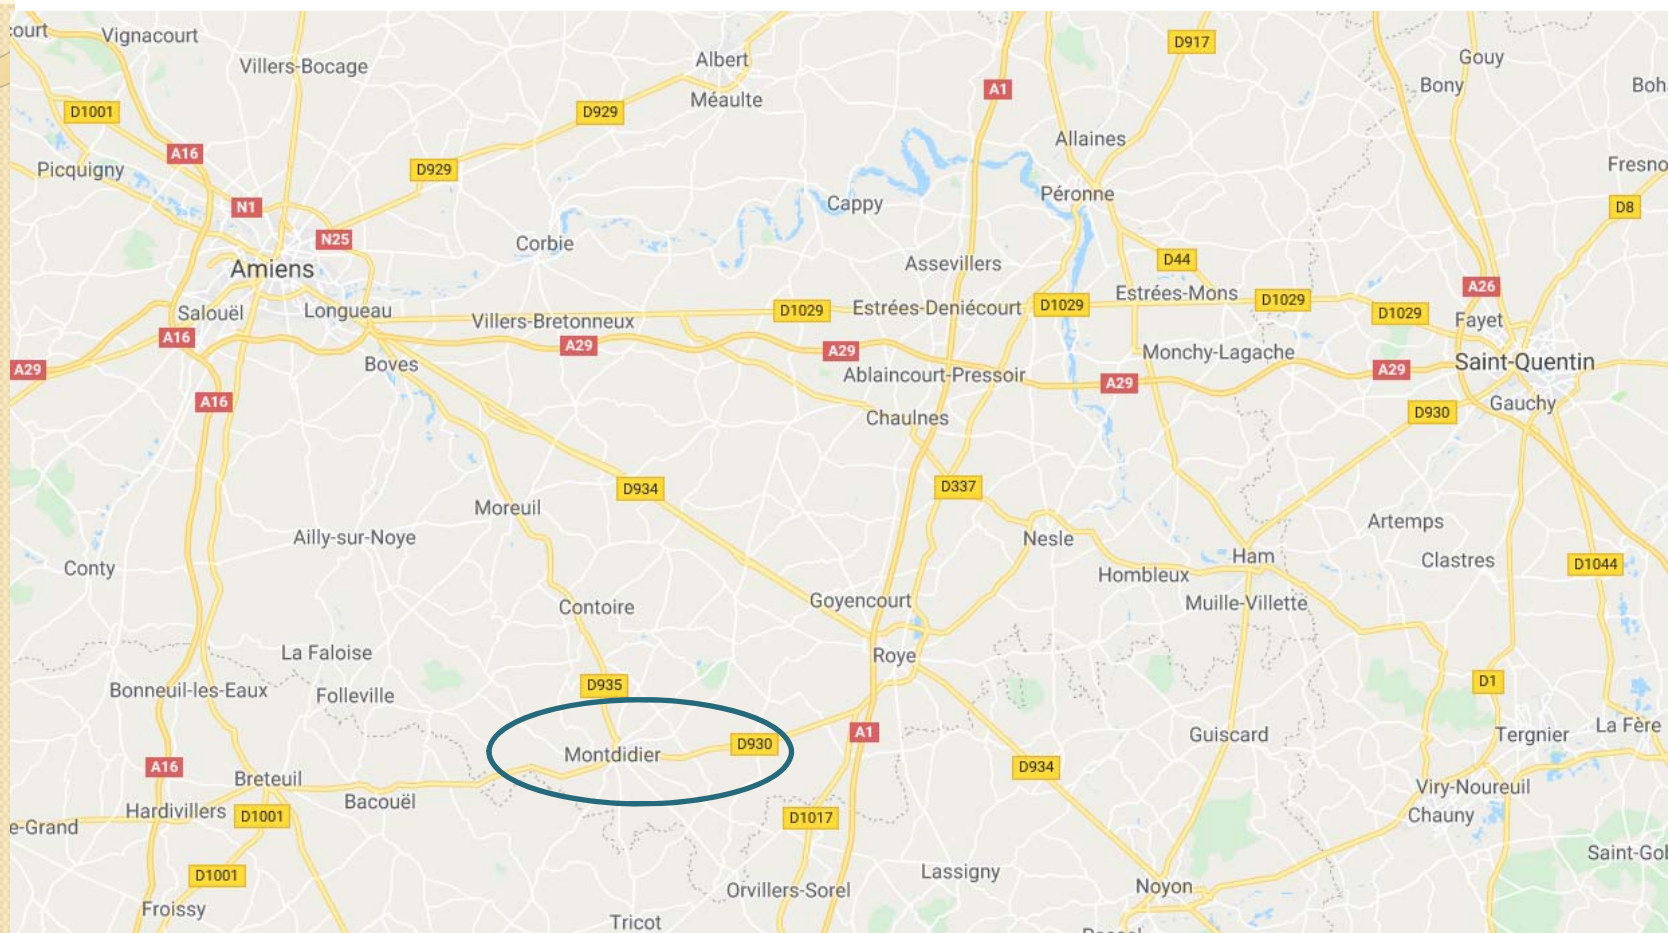 court
Vignacourt
Villers-Bocage
Albert
Méaulte
A1
D917
Gouy
Bony
Boh
D1001
D929
Allaines
A16
Picquigny
D929
Fresno
Péronne
Cappy
D8
N1
N25
Corbie
Amiens
Assevillers
D44
A26
Estrées-Mons
D1029
Salouël
Longueau
Villers-Bretonneux
D1029
Estrées-Deniécourt
D1029
D1029
Fayet
A16
A29
A29
Monchy-Lagache
Saint-Quentin
A29
Boves
Ablaincourt-Pressoir
A29
A29
A16
Chaulnes
D930
Gauchy
D934
D337
Moreuil
Artemps
Ailly-sur-Noye
Nesle
Ham
Clastres
D1044
Conty
Hombleux
Contoire
Goyencourt
Muille-Villette
La Faloise
Roye
Bonneuil-les-Eaux
Folleville
D935
D1
Montdidier
D930
A1
Guiscard
Tergnier
La Fère
A16
Breteuil
D934
Bacouël
Viry-Noureuil
Hardivillers
D1001
D1017
Chauny
e-Grand
Saint-Gob
D1001
Lassigny
Orvillers-Sorel
Noyon
Froissy
Tricot